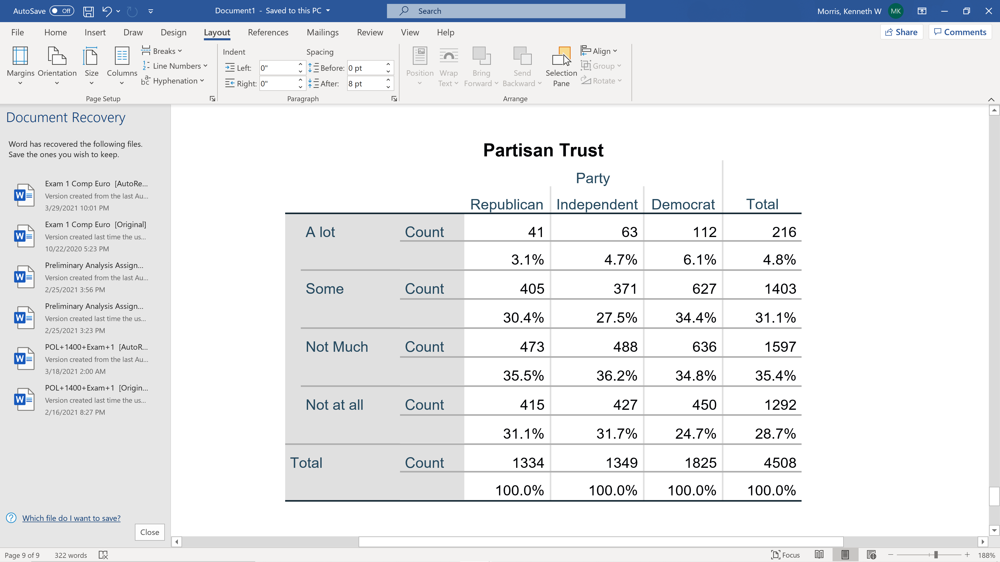 AutoSave Off Document1 - Saved to this PC Search Morris, Kenneth W MK
File Home Insert Draw Design Layout References Mailings Review View Help Share Comments
Margins Orientation Size Columns
Breaks
1 2 Line Numbers
a- bc Hyphenation
Page Setup
Indent Spacing
Left: 0" Before: 0 pt
Right: 0" After: 8 pt
Paragraph
Position Wrap Text Bring Forward Send Backward Selection Pane
Align
Group
Rotate
Arrange
Document Recovery
Word has recovered the following files.
Save the ones you wish to keep.
W
Exam 1 Comp Euro [AutoRe...
Version created from the last Au...
3/29/2021 10:01 PM
W
Exam 1 Comp Euro [Original]
Version created last time the us...
10/22/2020 5:23 PM
W
Preliminary Analysis Assign...
Version created from the last Au...
2/25/2021 3:56 PM
W
Preliminary Analysis Assign...
Version created last time the us...
2/25/2021 3:23 PM
W
POL+1400+Exam+1 [AutoR...
Version created from the last Au...
3/18/2021 2:00 AM
W
POL+1400+Exam+1 [Origin...
Version created last time the us...
2/16/2021 8:27 PM
? Which file do I want to save?
Close
Partisan Trust
Party
Republican Independent Democrat Total
A lot Count 41 63 112 216
3.1% 4.7% 6.1% 4.8%
Some Count 405 371 627 1403
30.4% 27.5% 34.4% 31.1%
Not Much Count 473 488 636 1597
35.5% 36.2% 34.8% 35.4%
Not at all Count 415 427 450 1292
31.1% 31.7% 24.7% 28.7%
Total Count 1334 1349 1825 4508
100.0% 100.0% 100.0% 100.0%
Page 9 of 9 322 words Focus 188%